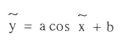 ỹ = a cos x̃ + b